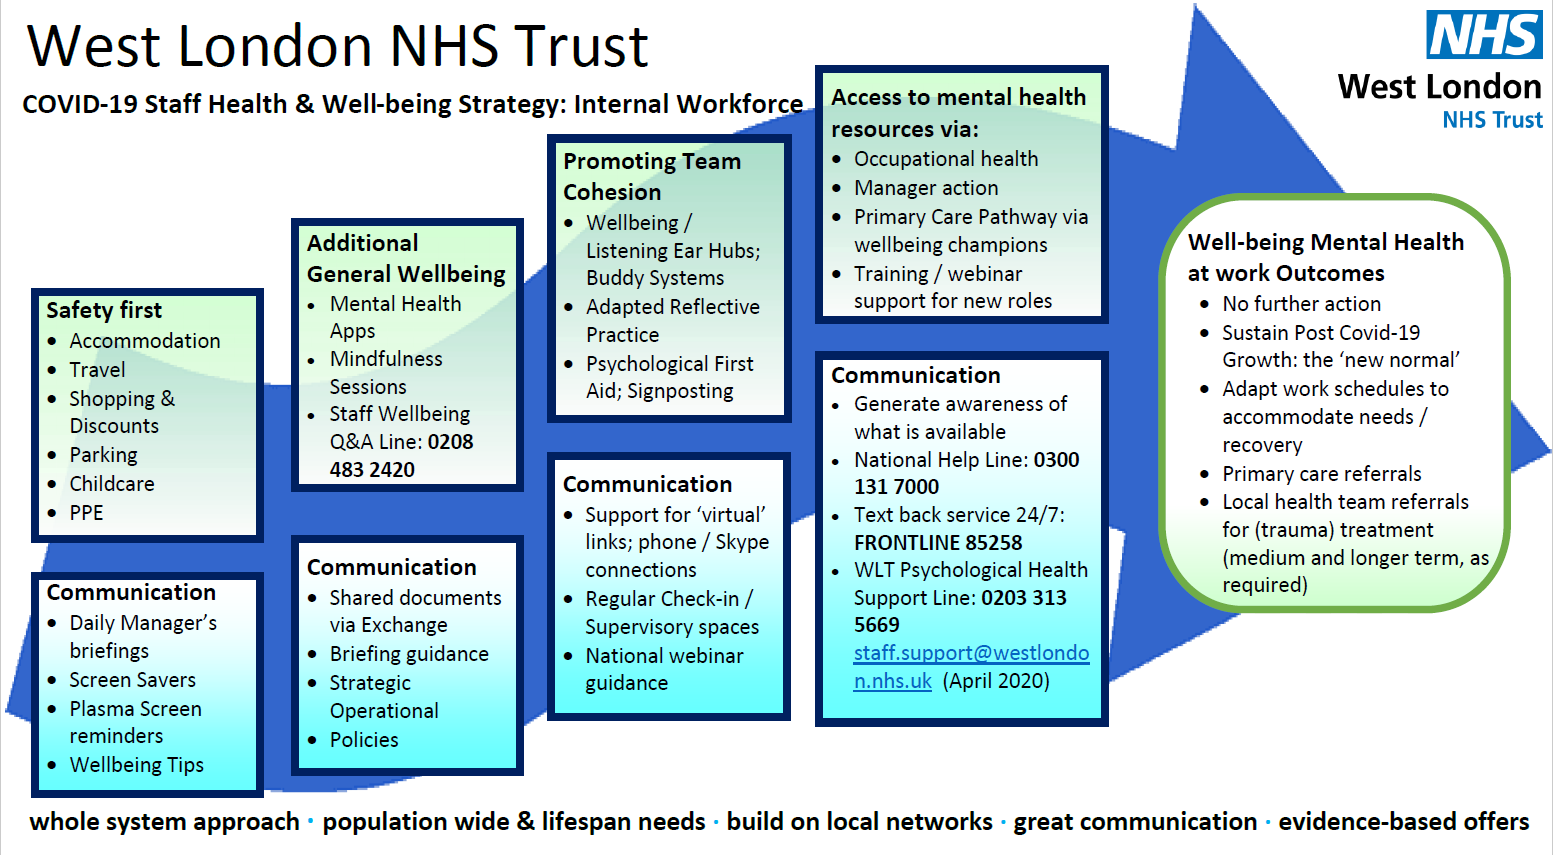 West London NHS Trust
COVID-19 Staff Health & Well-being Strategy: Internal Workforce
NHS
West London
NHS Trust
Safety first
• Accommodation
• Travel
• Shopping &
Discounts
• Parking
• Childcare
• PPE
Communication
• Daily Manager’s
briefings
• Screen Savers
• Plasma Screen
reminders
• Wellbeing Tips
Additional
General Wellbeing
• Mental Health
Apps
• Mindfulness
Sessions
• Staff Wellbeing
Q&A Line: 0208
483 2420
Communication
• Shared documents
via Exchange
• Briefing guidance
• Strategic
Operational
• Policies
Promoting Team
Cohesion
• Wellbeing /
Listening Ear Hubs;
Buddy Systems
• Adapted Reflective
Practice
• Psychological First
Aid; Signposting
Communication
• Support for ‘virtual’
links; phone / Skype
connections
• Regular Check-in /
Supervisory spaces
• National webinar
guidance
Access to mental health
resources via:
• Occupational health
• Manager action
• Primary Care Pathway via
wellbeing champions
• Training / webinar
support for new roles
Communication
• Generate awareness of
what is available
• National Help Line: 0300
131 7000
• Text back service 24/7:
FRONTLINE 85258
• WLT Psychological Health
Support Line: 0203 313
5669
staff.support@westlondo
n.nhs.uk (April 2020)
Well-being Mental Health
at work Outcomes
• No further action
• Sustain Post Covid-19
Growth: the ‘new normal’
• Adapt work schedules to
accommodate needs /
recovery
• Primary care referrals
• Local health team referrals
for (trauma) treatment
(medium and longer term, as
required)
whole system approach · population wide & lifespan needs · build on local networks · great communication · evidence-based offers